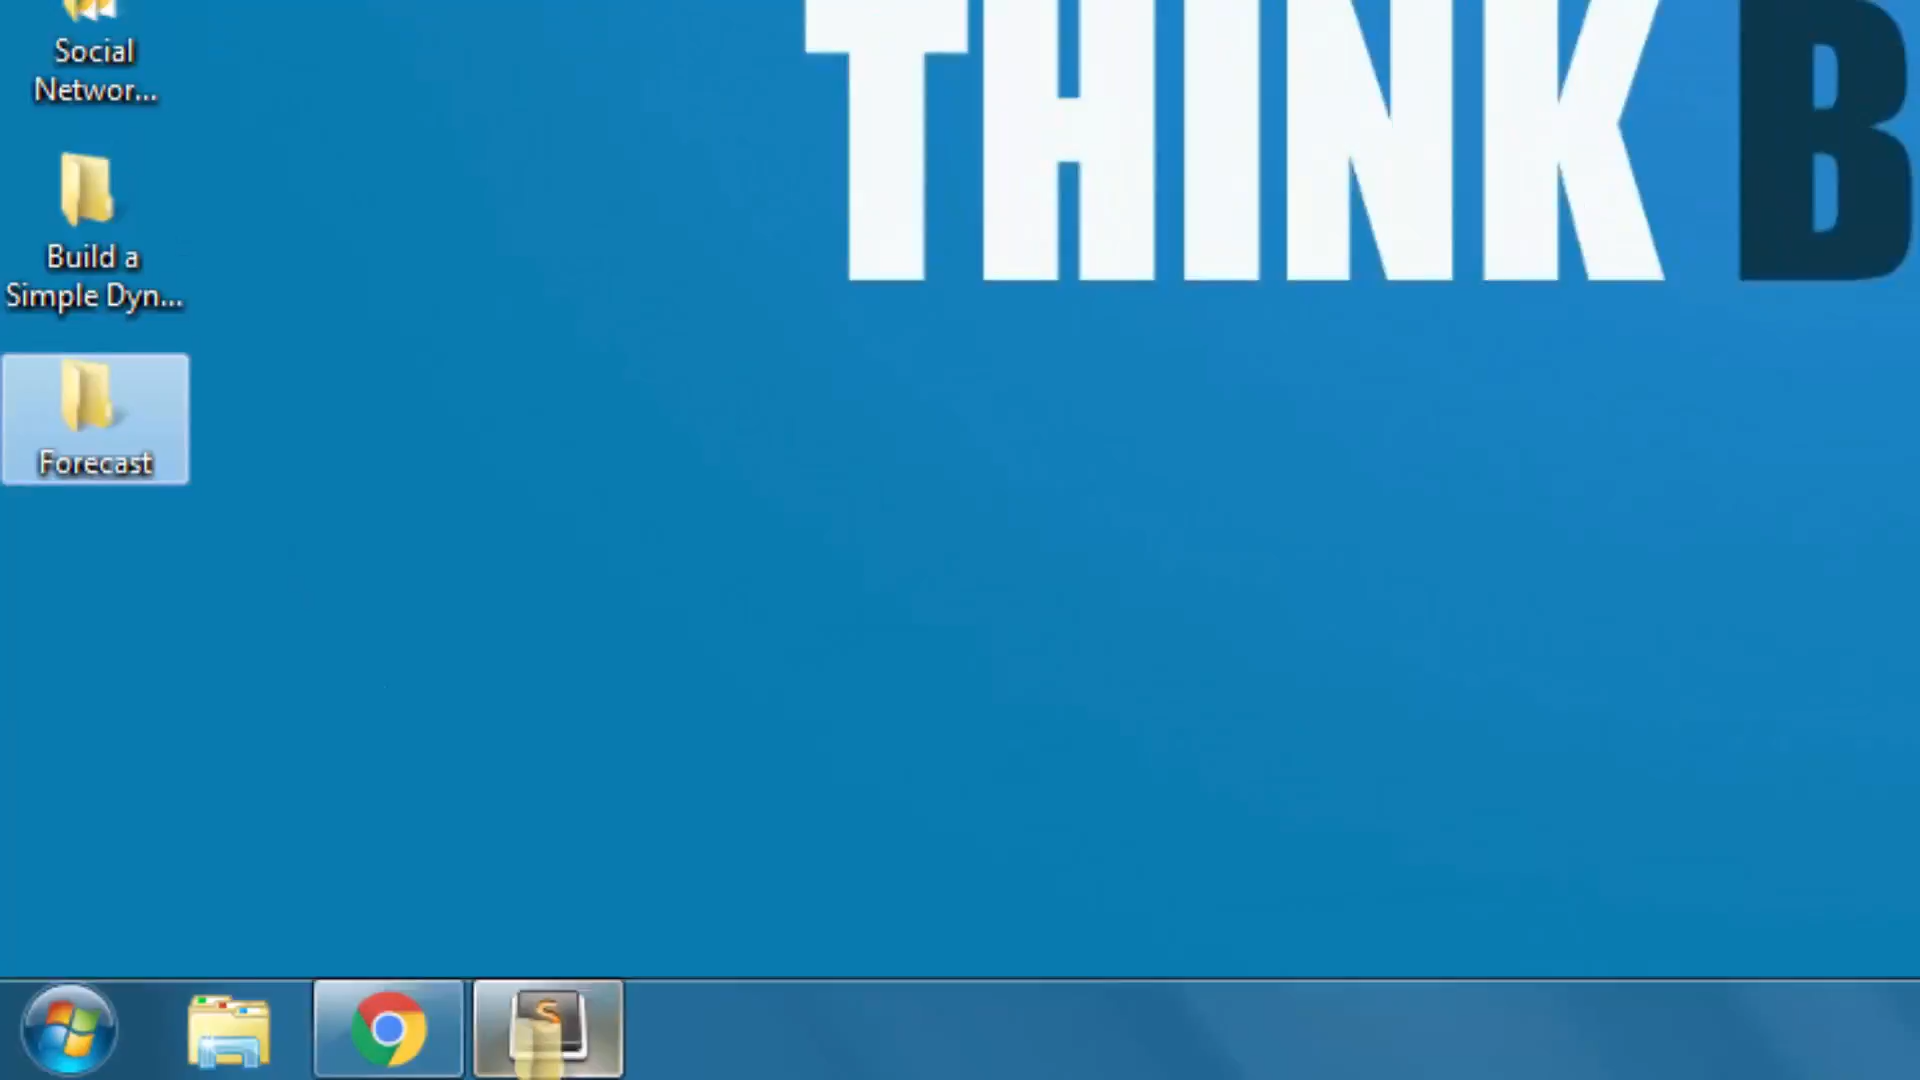 THINK B
Social
Networ...
Build a
Simple Dyn...
Forecast
S